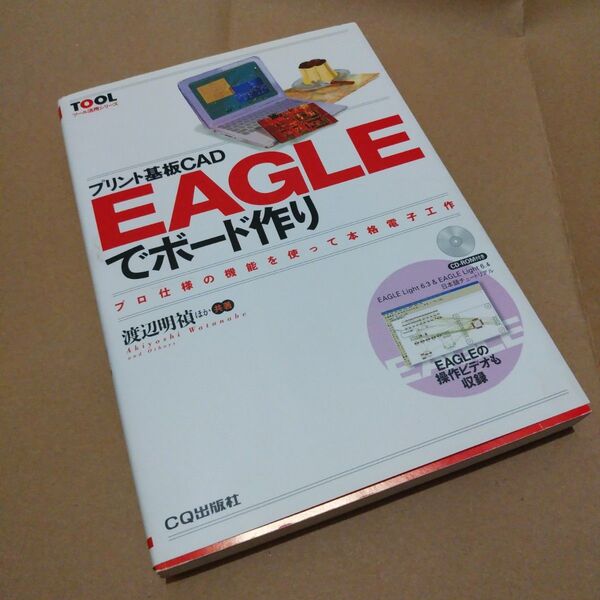 TOOL
ツール活用シリーズ
プリント基板CAD
EAGLE
でボード作り
プロ仕様の機能を使って本格電子工作
渡辺明禎ほか 共著
Akiyoshi Watanabe
and Others
CD-ROM付き
EAGLE Light 6.3 & EAGLE Light 6.4
日本語チュートリアル
EAGLEの
操作ビデオも
収録
EAGLE
CQ出版社